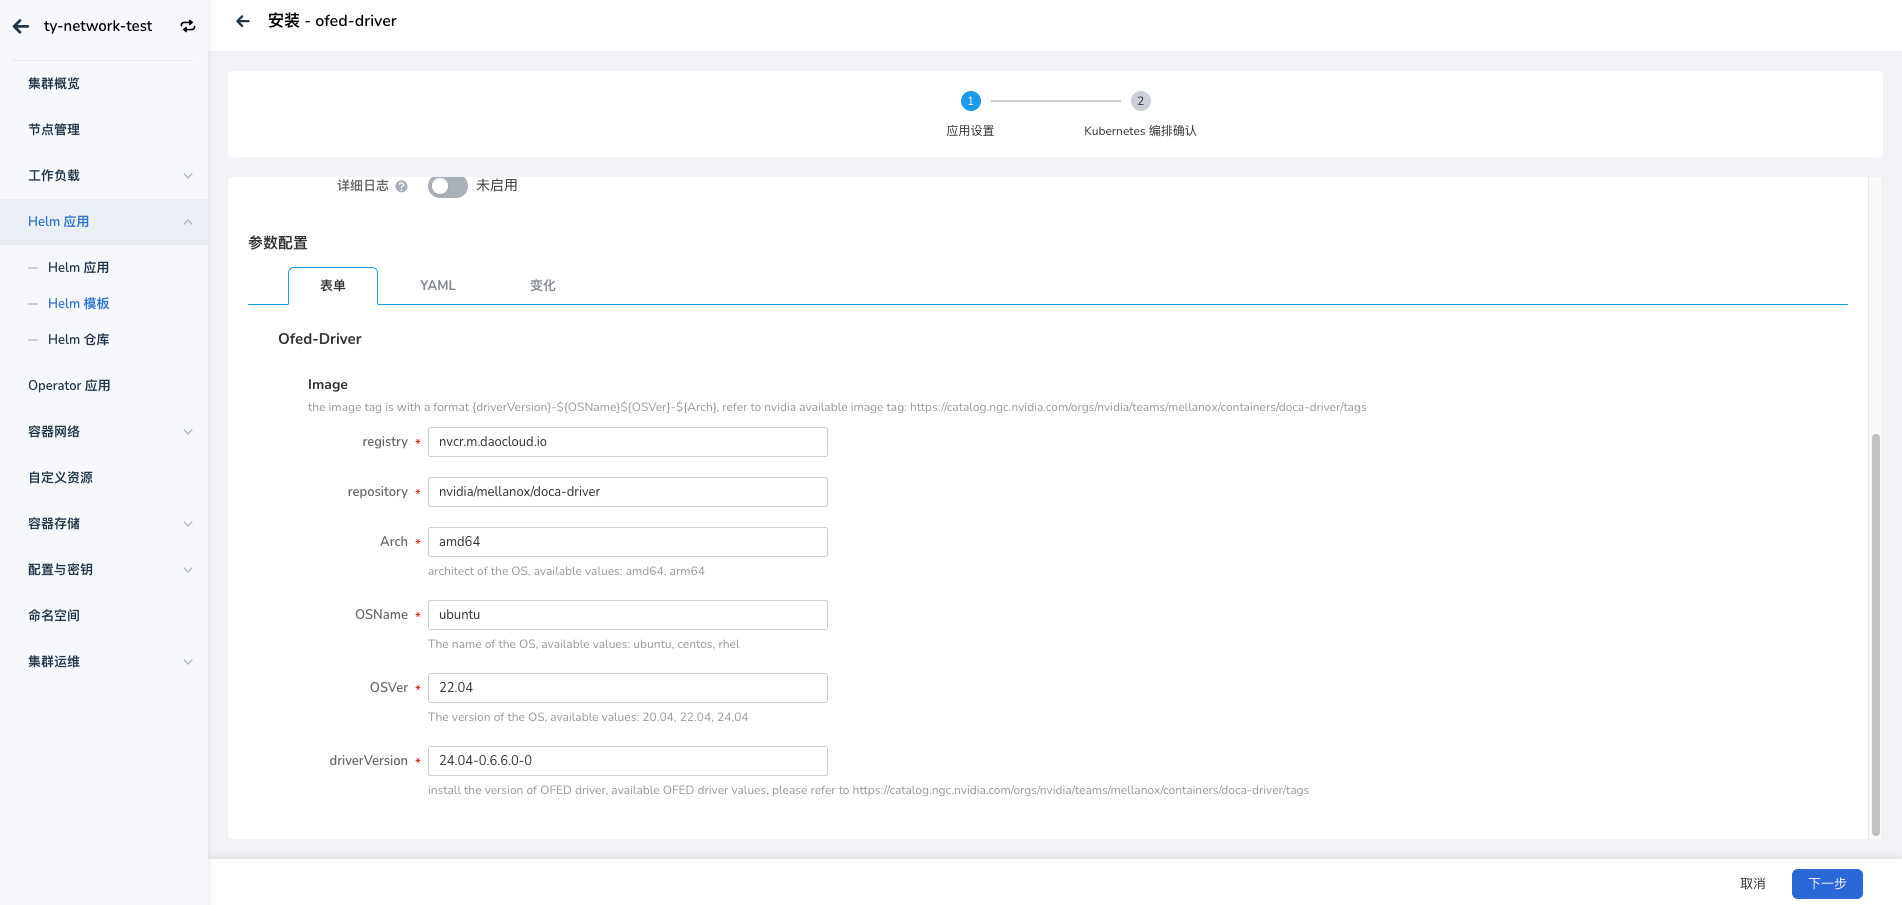 ty-network-test
集群概览
节点管理
工作负载
Helm 应用
Helm 应用
Helm 模板
Helm 仓库
Operator 应用
容器网络
自定义资源
容器存储
配置与密钥
命名空间
集群运维
安装 - ofed-driver
1
2
应用设置
Kubernetes 编排确认
详细日志 ? 未启用
参数配置
表单 YAML 变化
Ofed-Driver
Image
the image tag is with a format {driverVersion}-${OSName}${OSVer}-${Arch}, refer to nvidia available image tag: https://catalog.ngc.nvidia.com/orgs/nvidia/teams/mellanox/containers/doca-driver/tags
registry * nvcr.m.daocloud.io
repository * nvidia/mellanox/doca-driver
Arch * amd64
architect of the OS, available values: amd64, arm64
OSName * ubuntu
The name of the OS, available values: ubuntu, centos, rhel
OSVer * 22.04
The version of the OS, available values: 20.04, 22.04, 24.04
driverVersion * 24.04-0.6.6.0-0
install the version of OFED driver, available OFED driver values, please refer to https://catalog.ngc.nvidia.com/orgs/nvidia/teams/mellanox/containers/doca-driver/tags
取消
下一步